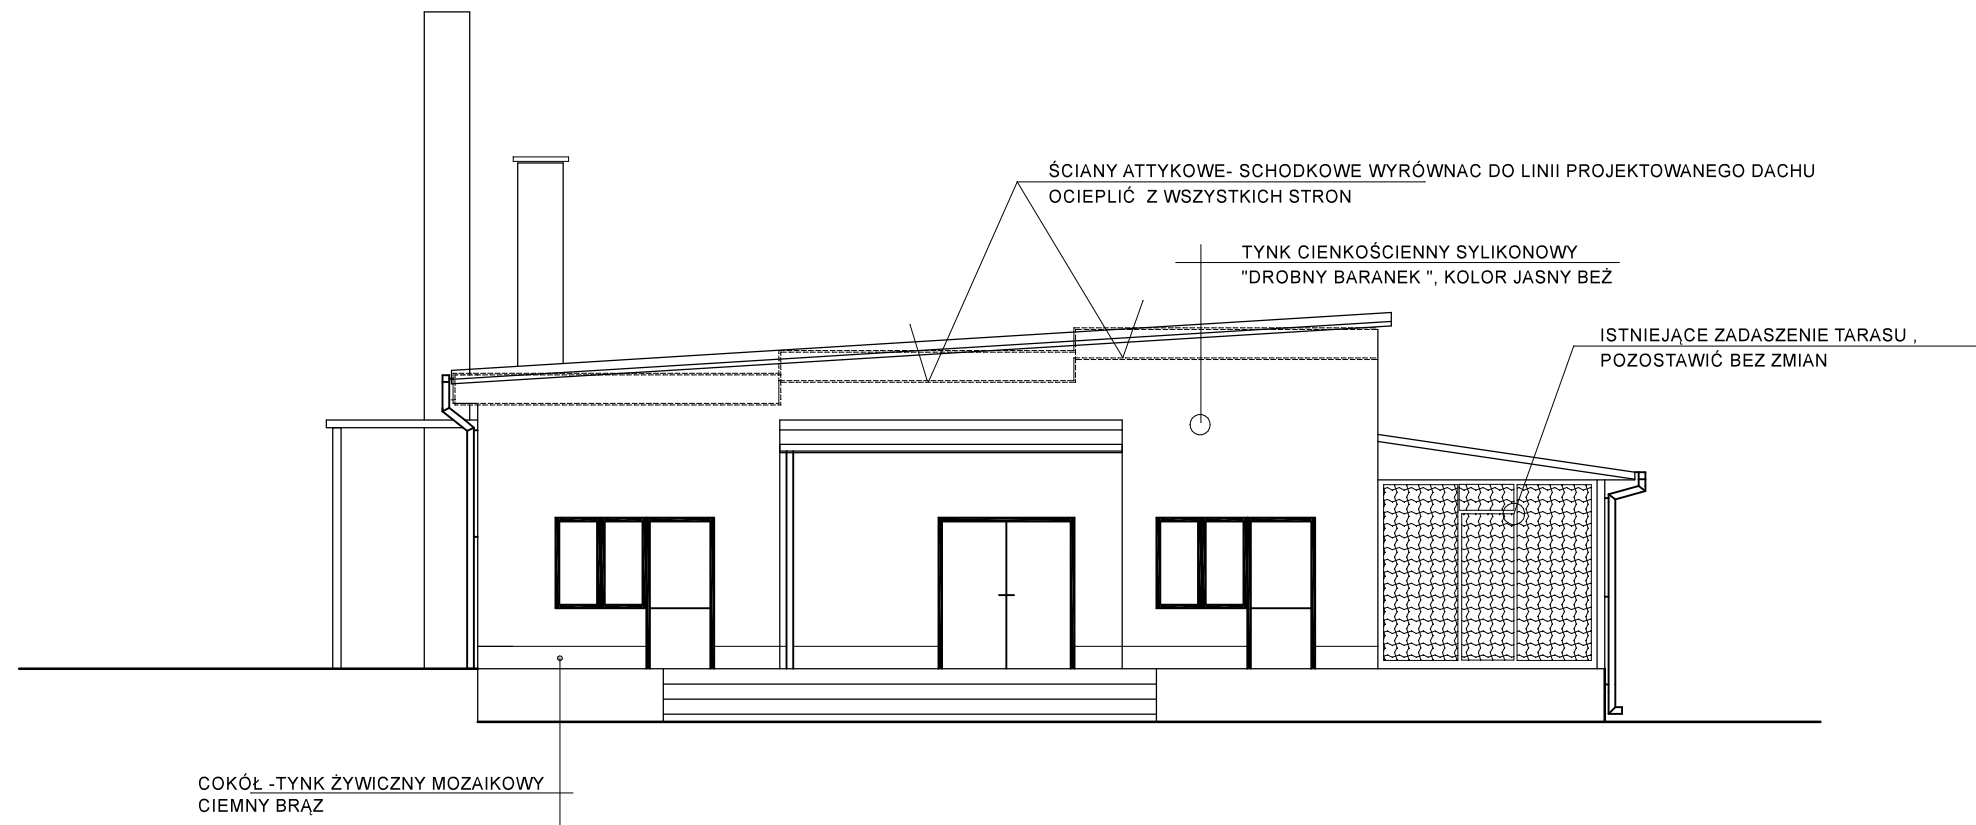 ŚCIANY ATTYKOWE- SCHODKOWE WYRÓWNAC DO LINII PROJEKTOWANEGO DACHU
OCIEPLIĆ Z WSZYSTKICH STRON
TYNK CIENKOŚCIENNY SYLIKONOWY
"DROBNY BARANEK ", KOLOR JASNY BEŻ
ISTNIEJĄCE ZADASZENIE TARASU ,
POZOSTAWIĆ BEZ ZMIAN
COKÓŁ -TYNK ŻYWICZNY MOZAIKOWY
CIEMNY BRĄZ